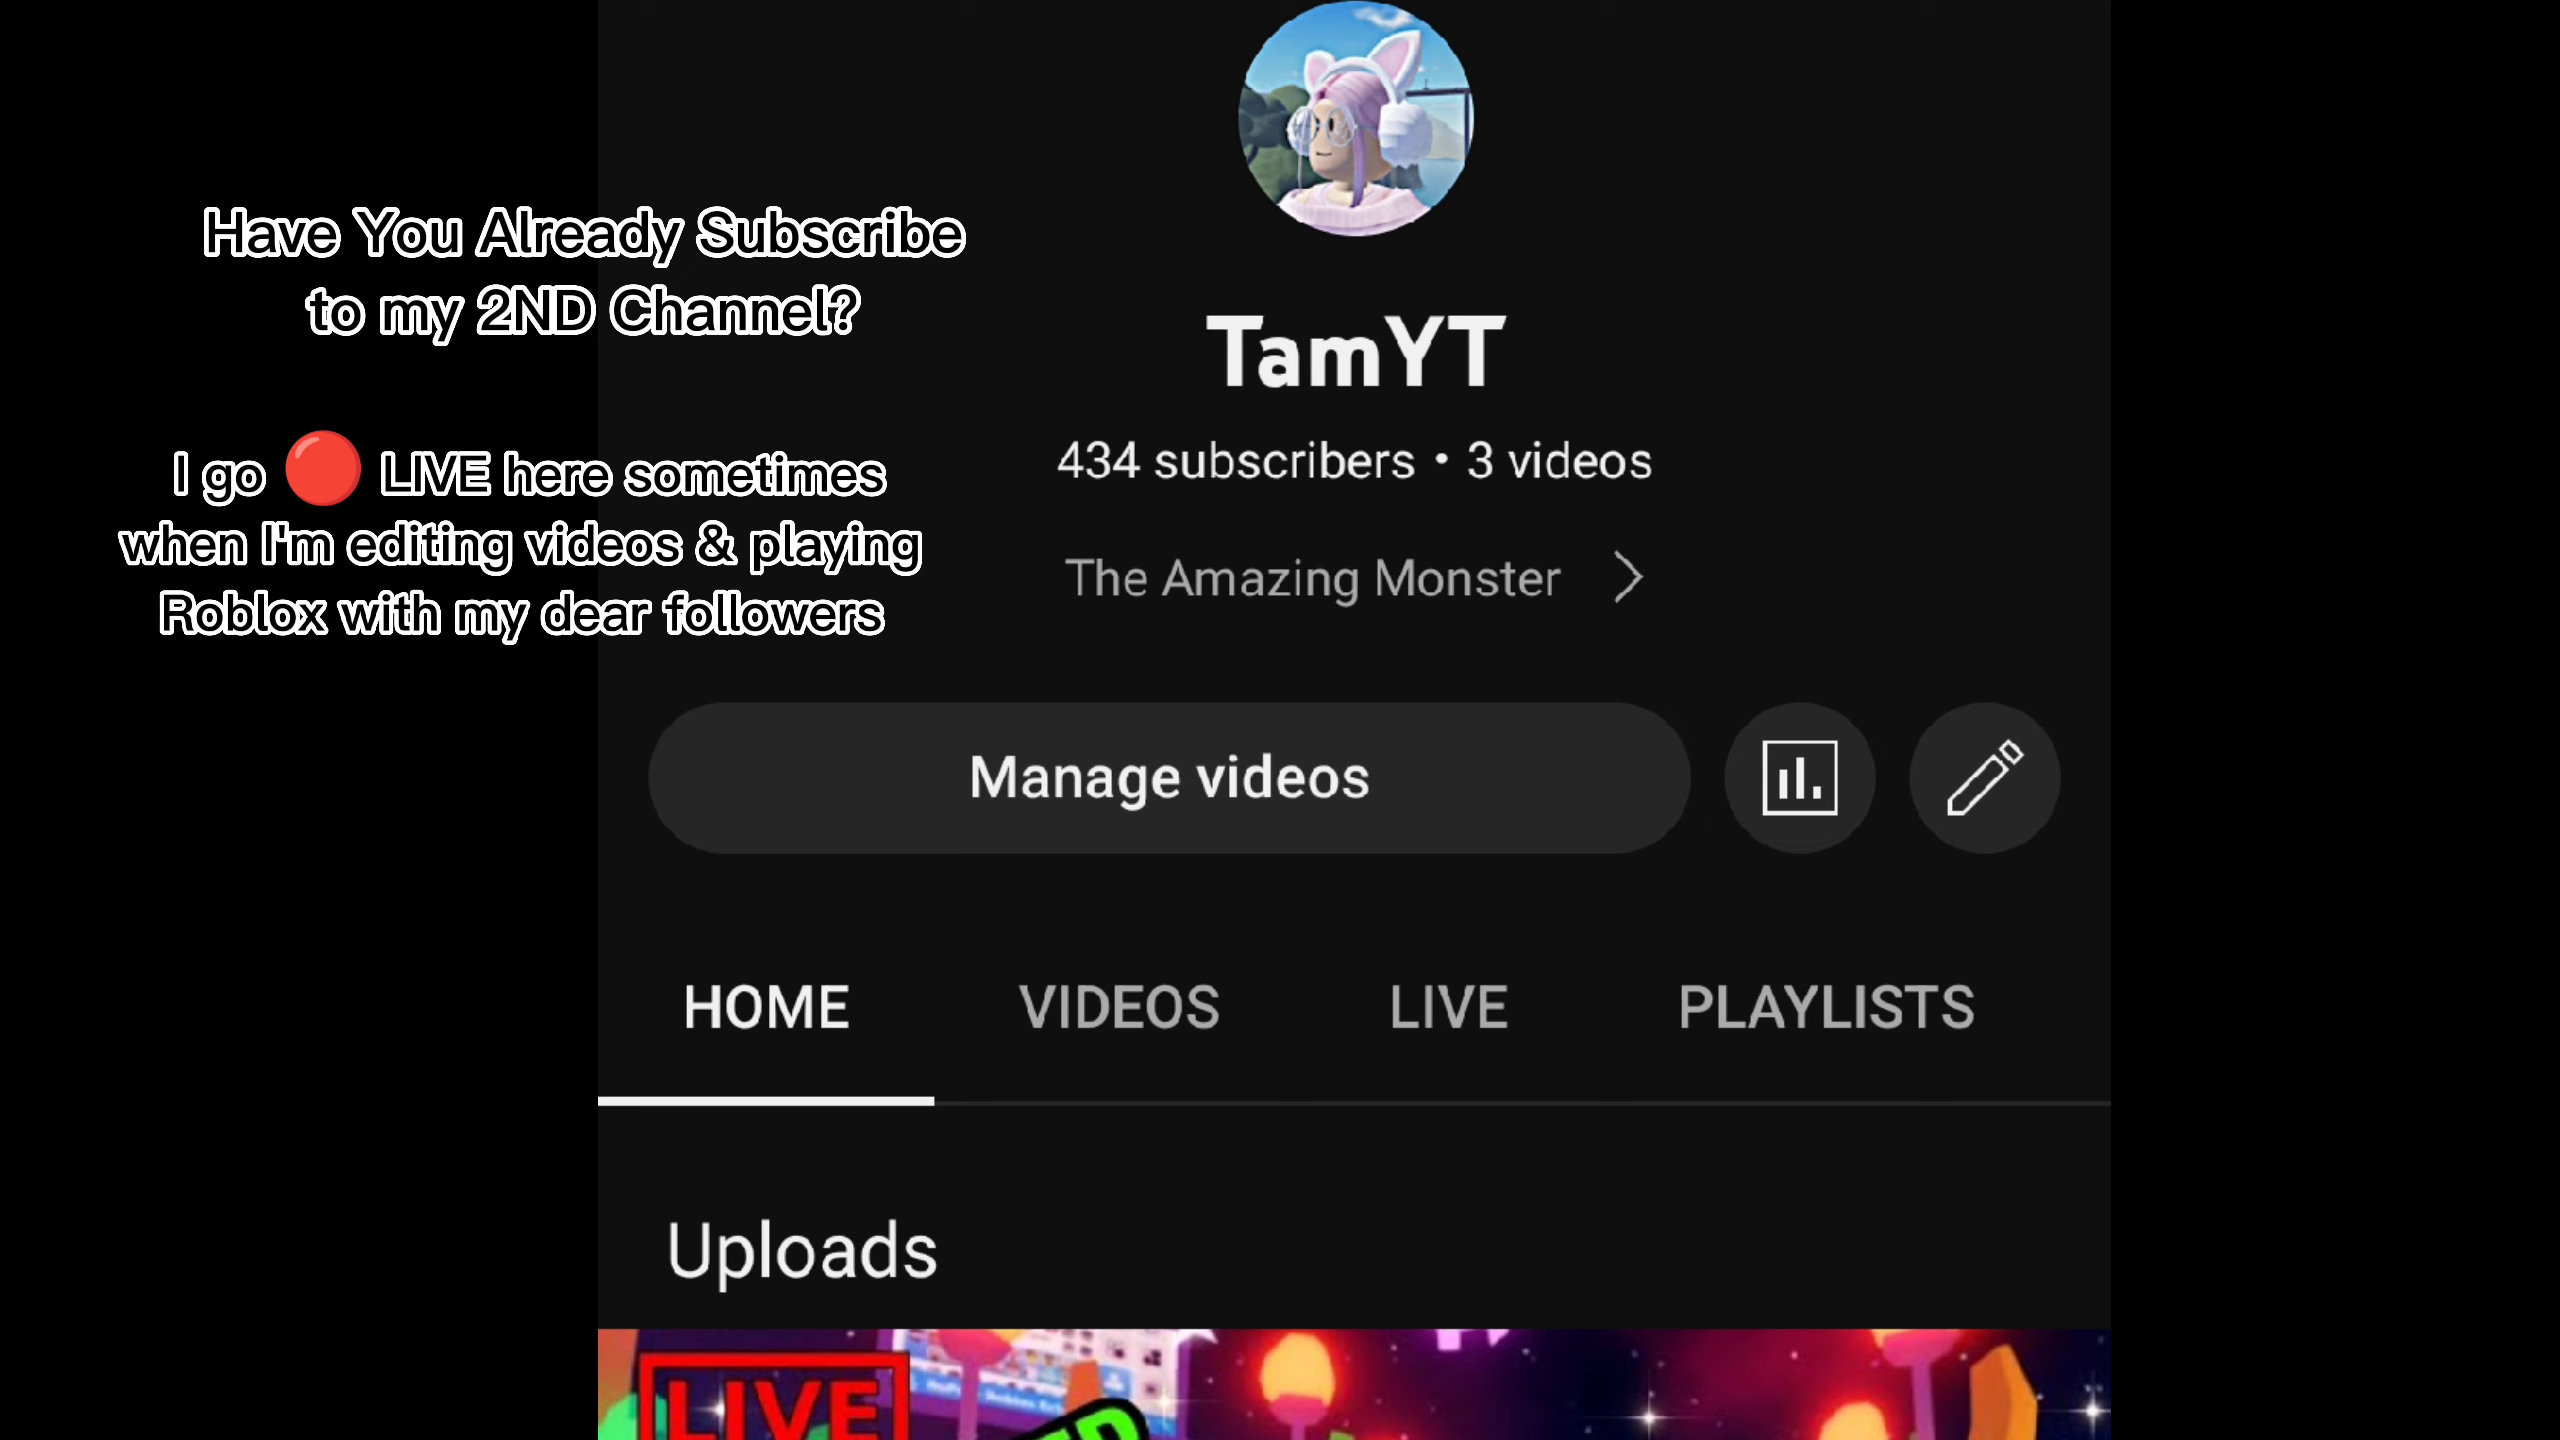 Have You Already Subscribe
to my 2ND Channel?
I go 🔴 LIVE here sometimes
when I'm editing videos & playing
Roblox with my dear followers
TamYT
434 subscribers • 3 videos
The Amazing Monster
Manage videos
HOME VIDEOS LIVE PLAYLISTS
Uploads
LIVE